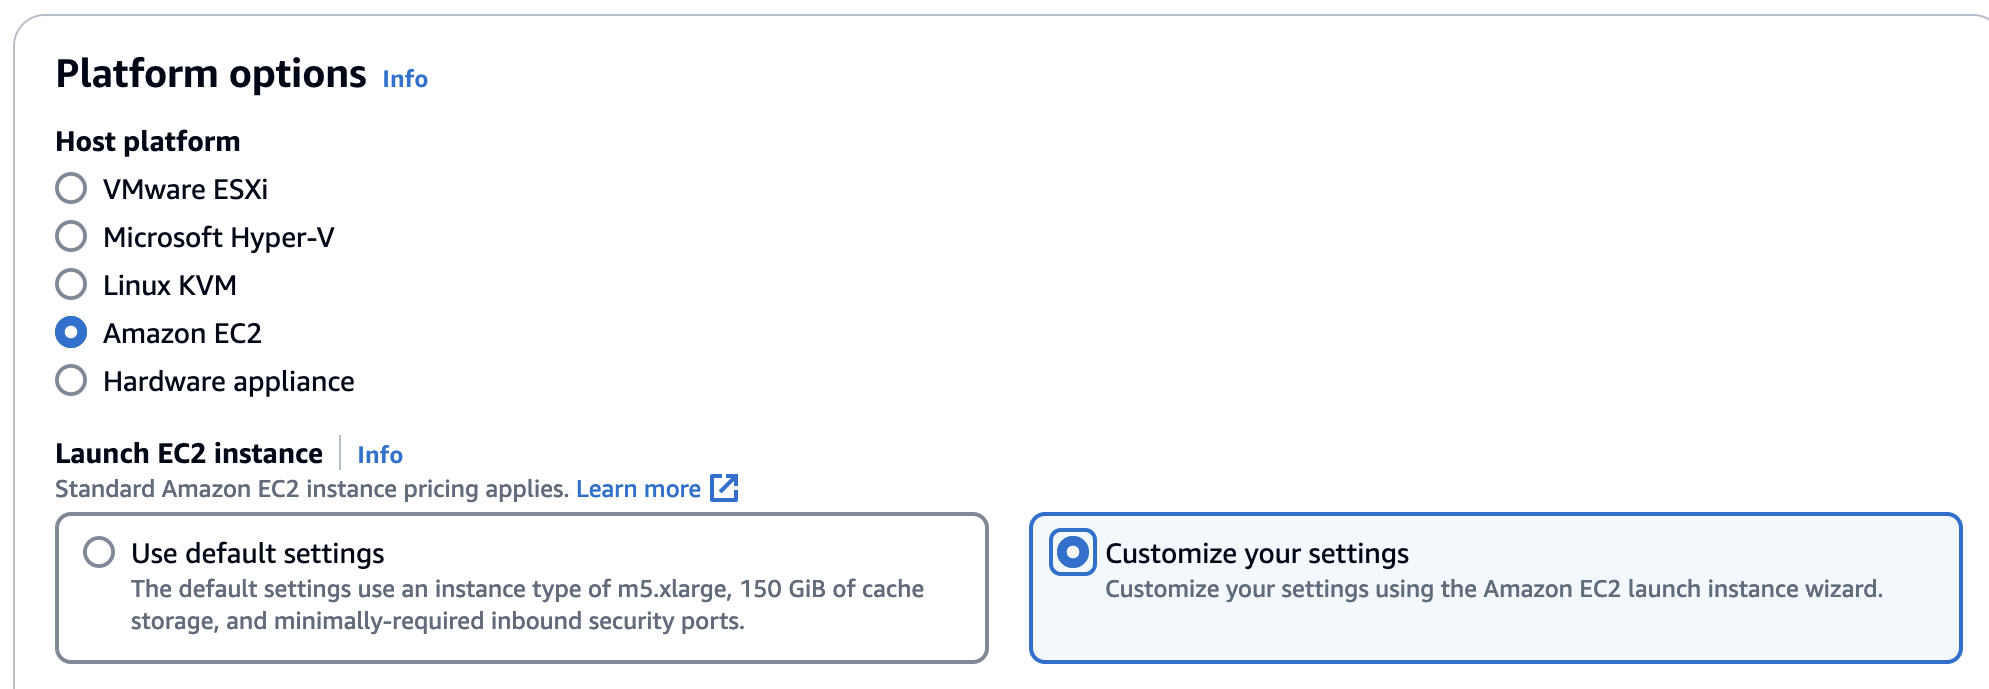 Platform options Info
Host platform
VMware ESXi
Microsoft Hyper-V
Linux KVM
Amazon EC2
Hardware appliance
Launch EC2 instance Info
Standard Amazon EC2 instance pricing applies. Learn more
Use default settings
The default settings use an instance type of m5.xlarge, 150 GiB of cache
storage, and minimally-required inbound security ports.
Customize your settings
Customize your settings using the Amazon EC2 launch instance wizard.